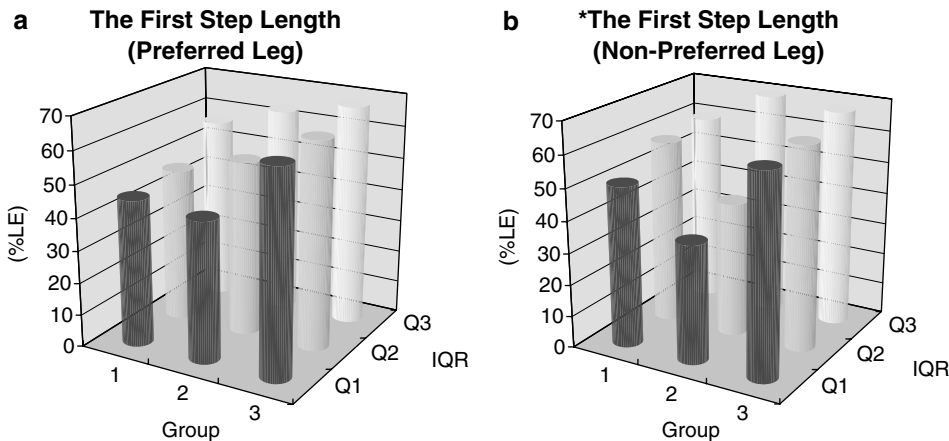 a The First Step Length
(Preferred Leg)
70
60
50
40
30
20
10
0
(%LE)
1
2
3
Group
Q1
Q2
Q3
IQR
b *The First Step Length
(Non-Preferred Leg)
70
60
50
40
30
20
10
0
(%LE)
1
2
3
Group
Q1
Q2
Q3
IQR